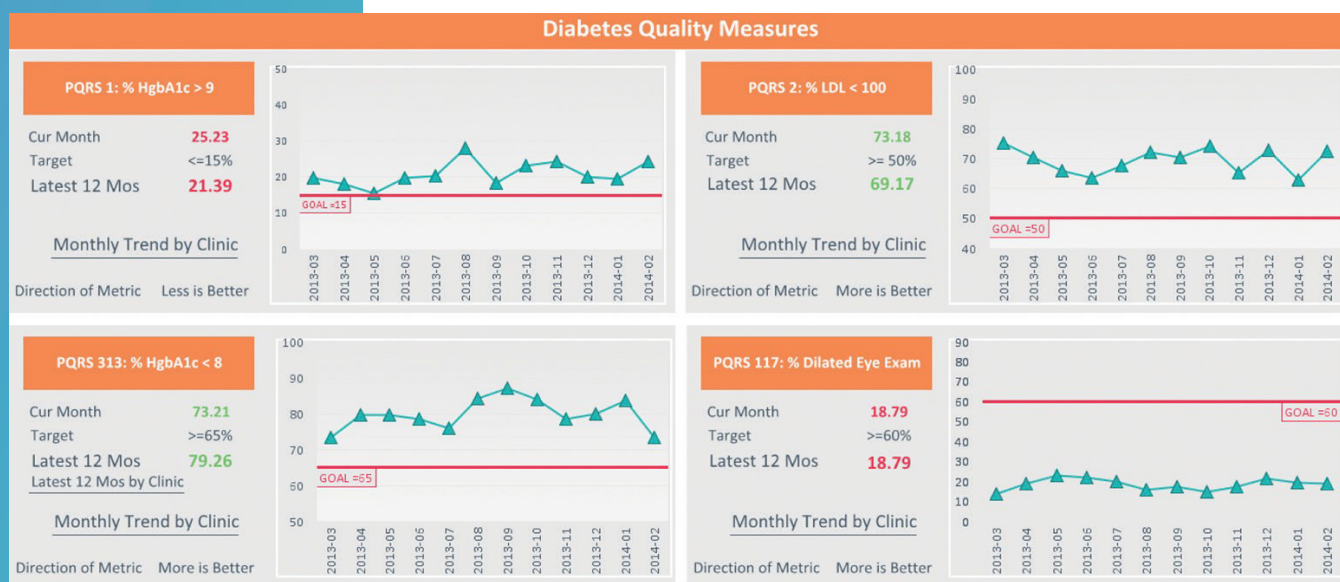 Diabetes Quality Measures
PQRS 1: % HgbA1c > 9
Cur Month 25.23
Target <=15%
Latest 12 Mos 21.39
Monthly Trend by Clinic
Direction of Metric Less is Better
50
40
30
20
10
0
GOAL =15
2013-03 2013-04 2013-05 2013-06 2013-07 2013-08 2013-09 2013-10 2013-11 2013-12 2014-01 2014-02
PQRS 2: % LDL < 100
Cur Month 73.18
Target >= 50%
Latest 12 Mos 69.17
Monthly Trend by Clinic
Direction of Metric More is Better
100
90
80
70
60
50
40
GOAL =50
2013-03 2013-04 2013-05 2013-06 2013-07 2013-08 2013-09 2013-10 2013-11 2013-12 2014-01 2014-02
PQRS 313: % HgbA1c < 8
Cur Month 73.21
Target >=65%
Latest 12 Mos 79.26
Latest 12 Mos by Clinic
Monthly Trend by Clinic
Direction of Metric More is Better
100
90
80
70
60
50
GOAL =65
2013-03 2013-04 2013-05 2013-06 2013-07 2013-08 2013-09 2013-10 2013-11 2013-12 2014-01 2014-02
PQRS 117: % Dilated Eye Exam
Cur Month 18.79
Target >=60%
Latest 12 Mos 18.79
Monthly Trend by Clinic
Direction of Metric More is Better
90
80
70
60
50
40
30
20
10
0
GOAL =60
2013-03 2013-04 2013-05 2013-06 2013-07 2013-08 2013-09 2013-10 2013-11 2013-12 2014-01 2014-02